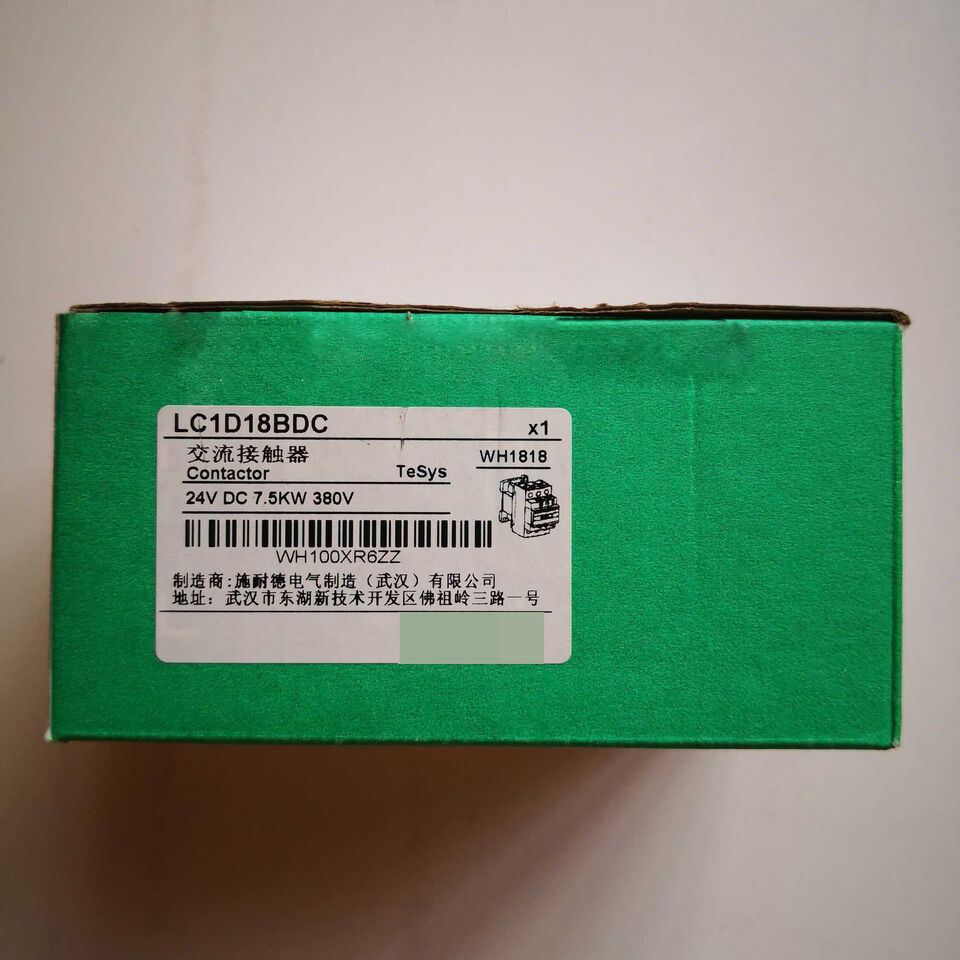 LC1D18BDC x1
交流接触器 WH1818
Contactor TeSys
24V DC 7.5KW 380V
WH100XR6ZZ
制造商:施耐德电气制造（武汉）有限公司
地址：武汉市东湖新技术开发区佛祖岭三路一号